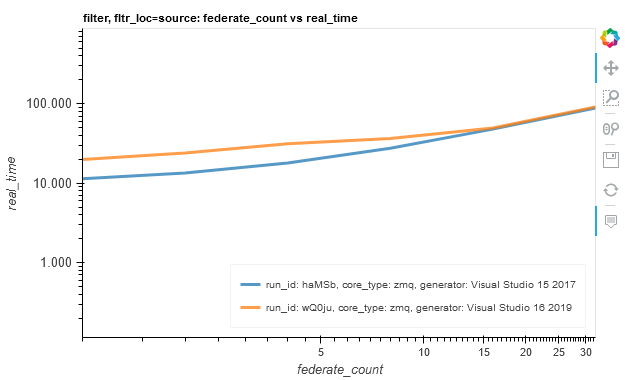 filter, fltr_loc=source: federate_count vs real_time
100.000
10.000
1.000
real_time
run_id: haMSb, core_type: zmq, generator: Visual Studio 15 2017
run_id: wQ0ju, core_type: zmq, generator: Visual Studio 16 2019
5 10 15 20 25 30
federate_count